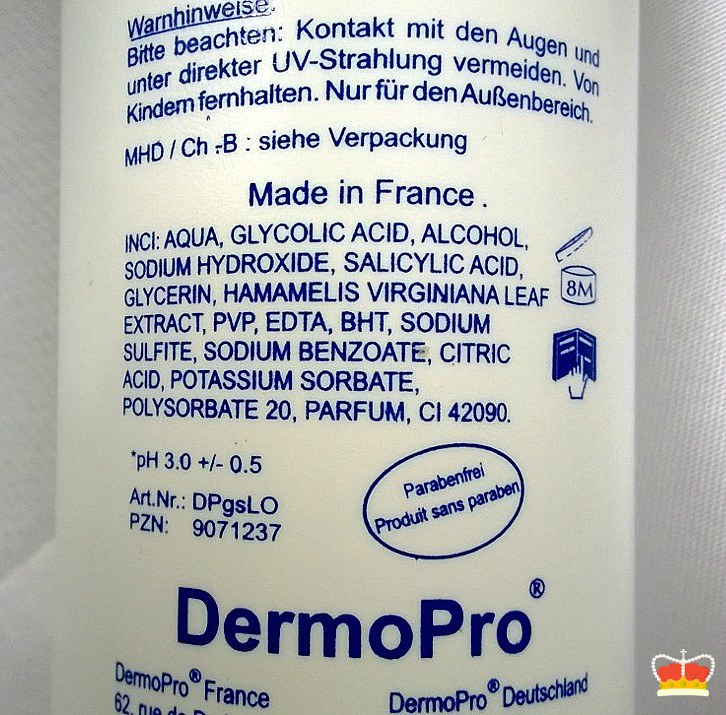 Warnhinweise:
Bitte beachten: Kontakt mit den Augen und
unter direkter UV-Strahlung vermeiden. Von
Kindern fernhalten. Nur für den Außenbereich.
MHD / Ch.-B : siehe Verpackung
Made in France.
INCI: AQUA, GLYCOLIC ACID, ALCOHOL,
SODIUM HYDROXIDE, SALICYLIC ACID,
GLYCERIN, HAMAMELIS VIRGINIANA LEAF
EXTRACT, PVP, EDTA, BHT, SODIUM
SULFITE, SODIUM BENZOATE, CITRIC
ACID, POTASSIUM SORBATE,
POLYSORBATE 20, PARFUM, CI 42090.
8M
*pH 3.0 +/- 0.5
Art.Nr.: DPgsLO
PZN: 9071237
Parabenfrei
Produit sans paraben
DermoPro®
DermoPro® France
62, rue de
DermoPro® Deutschland